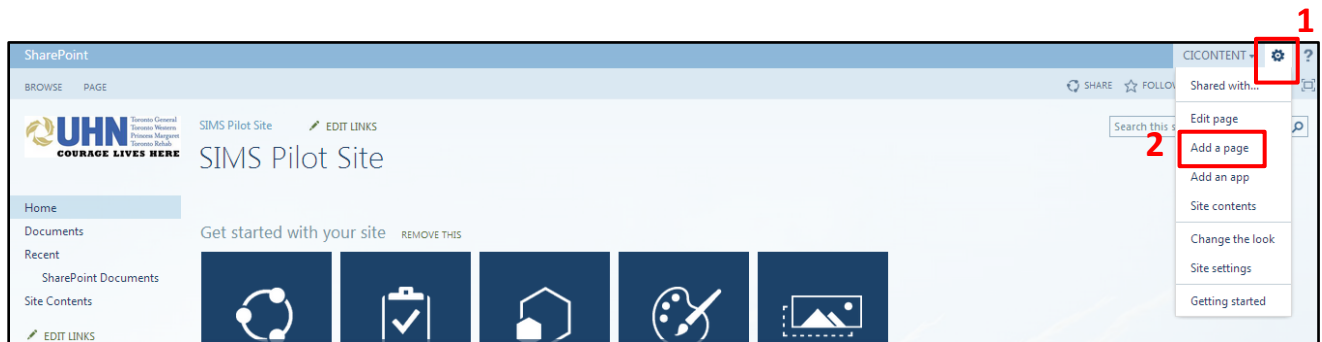 1
SharePoint
CICONTENT
?
BROWSE PAGE
SHARE FOLLOW
Shared with...
UHN
Toronto General
Toronto Western
Princess Margaret
Toronto Rehab
COURAGE LIVES HERE
SIMS Pilot Site EDIT LINKS
SIMS Pilot Site
Search this s
Edit page
2
Add a page
Add an app
Site contents
Change the look
Site settings
Getting started
Home
Documents
Recent
SharePoint Documents
Site Contents
EDIT LINKS
Get started with your site REMOVE THIS